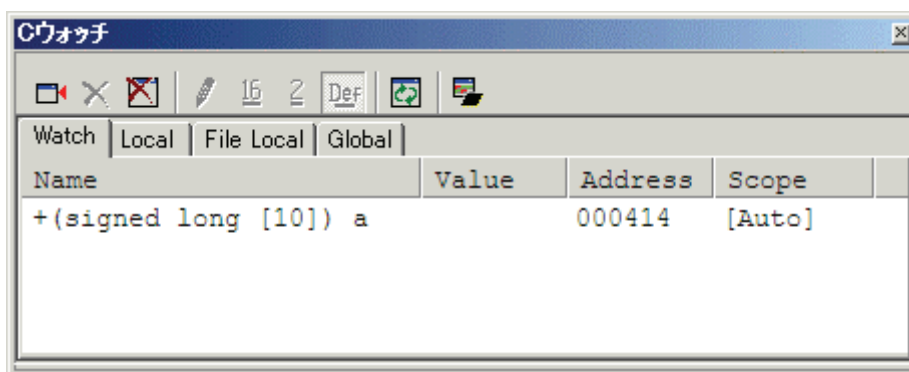 Cウォッチ
16 2 Def
Watch Local File Local Global
Name Value Address Scope
+(signed long [10]) a 000414 [Auto]